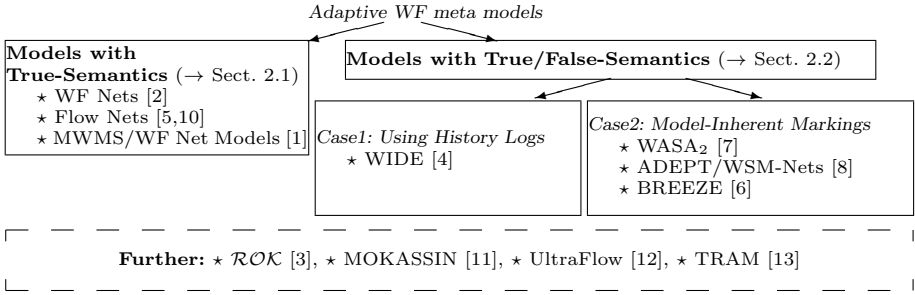 Adaptive WF meta models
Models with
True-Semantics (→ Sect. 2.1)
⋆ WF Nets [2]
⋆ Flow Nets [5,10]
⋆ MWMS/WF Net Models [1]
Models with True/False-Semantics (→ Sect. 2.2)
Case1: Using History Logs
⋆ WIDE [4]
Case2: Model-Inherent Markings
⋆ WASA₂ [7]
⋆ ADEPT/WSM-Nets [8]
⋆ BREEZE [6]
Further: ⋆ ROK [3], ⋆ MOKASSIN [11], ⋆ UltraFlow [12], ⋆ TRAM [13]